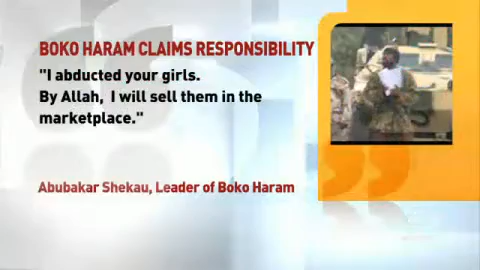 BOKO HARAM CLAIMS RESPONSIBILITY
"I abducted your girls.
By Allah, I will sell them in the
marketplace."
Abubakar Shekau, Leader of Boko Haram